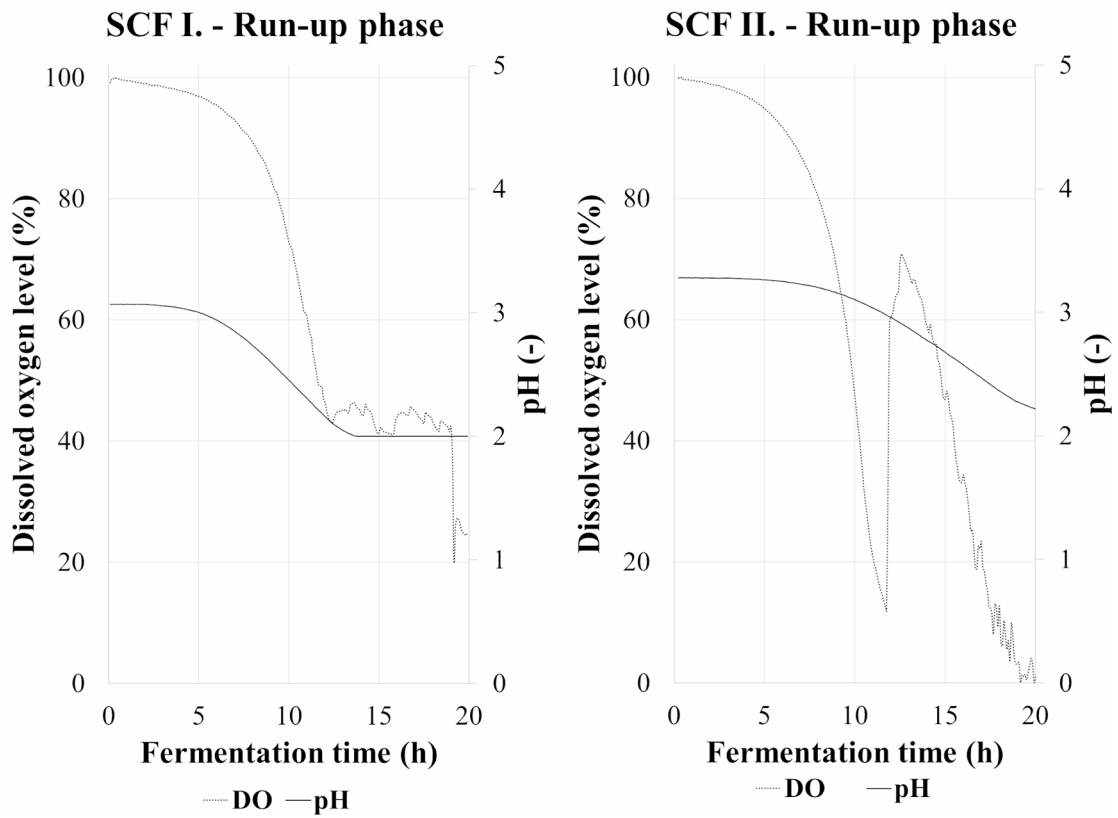 SCF I. - Run-up phase
100
80
60
40
20
0
Dissolved oxygen level (%)
5
4
3
2
1
0
pH (-)
0 5 10 15 20
Fermentation time (h)
DO pH
SCF II. - Run-up phase
100
80
60
40
20
0
Dissolved oxygen level (%)
5
4
3
2
1
0
pH (-)
0 5 10 15 20
Fermentation time (h)
DO pH